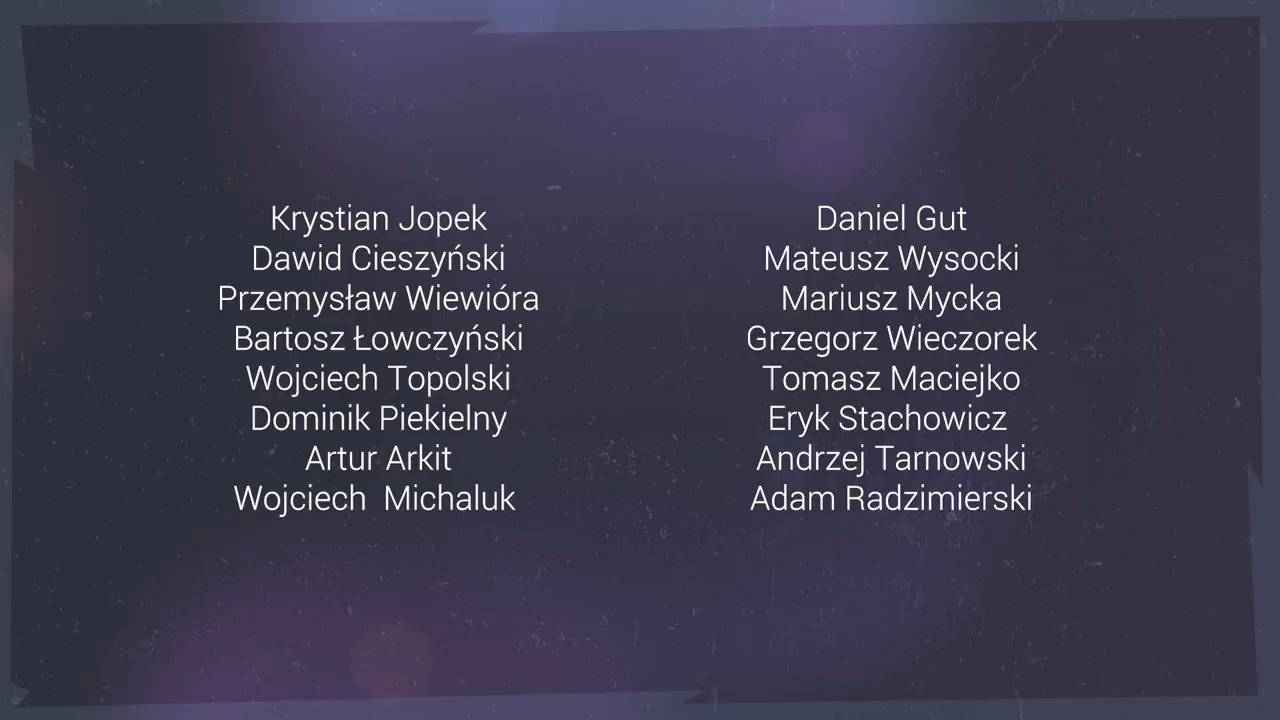 Krystian Jopek
Dawid Cieszyński
Przemysław Wiewióra
Bartosz Łowczyński
Wojciech Topolski
Dominik Piekielny
Artur Arkit
Wojciech  Michaluk
Daniel Gut
Mateusz Wysocki
Mariusz Mycka
Grzegorz Wieczorek
Tomasz Maciejko
Eryk Stachowicz
Andrzej Tarnowski
Adam Radzimierski